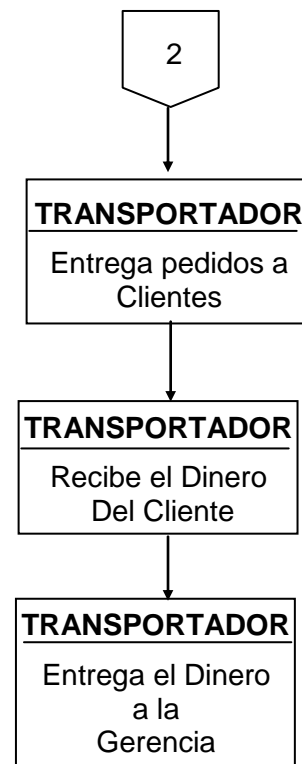 2
TRANSPORTADOR
Entrega pedidos a
Clientes
TRANSPORTADOR
Recibe el Dinero
Del Cliente
TRANSPORTADOR
Entrega el Dinero
a la
Gerencia